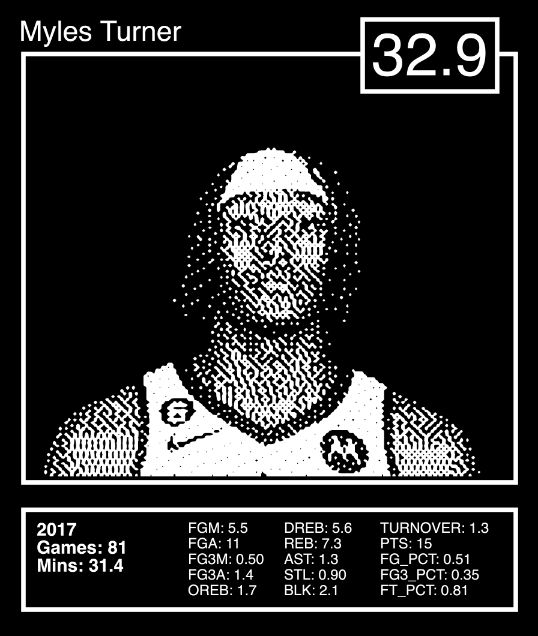 Myles Turner
32.9
2017
Games: 81
Mins: 31.4
FGM: 5.5
FGA: 11
FG3M: 0.50
FG3A: 1.4
OREB: 1.7
DREB: 5.6
REB: 7.3
AST: 1.3
STL: 0.90
BLK: 2.1
TURNOVER: 1.3
PTS: 15
FG_PCT: 0.51
FG3_PCT: 0.35
FT_PCT: 0.81